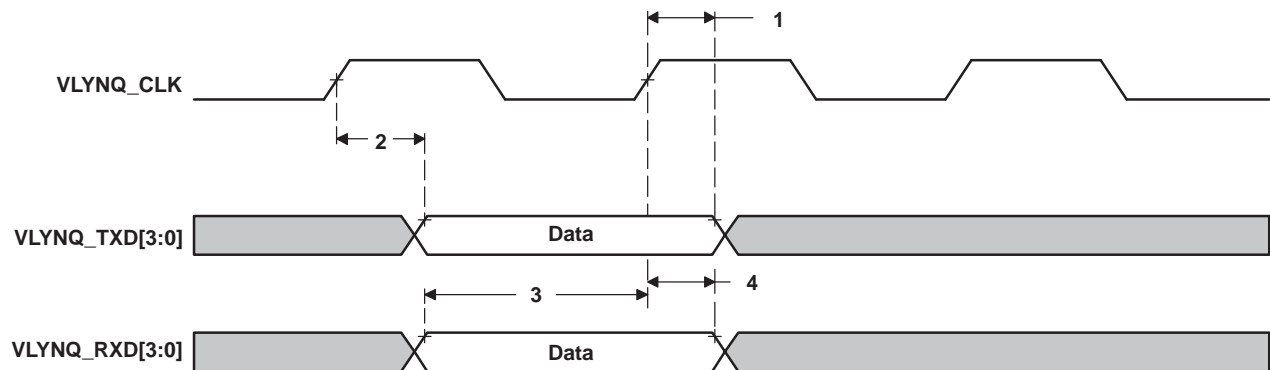 1
VLYNQ_CLK
2
VLYNQ_TXD[3:0]
Data
3
4
VLYNQ_RXD[3:0]
Data